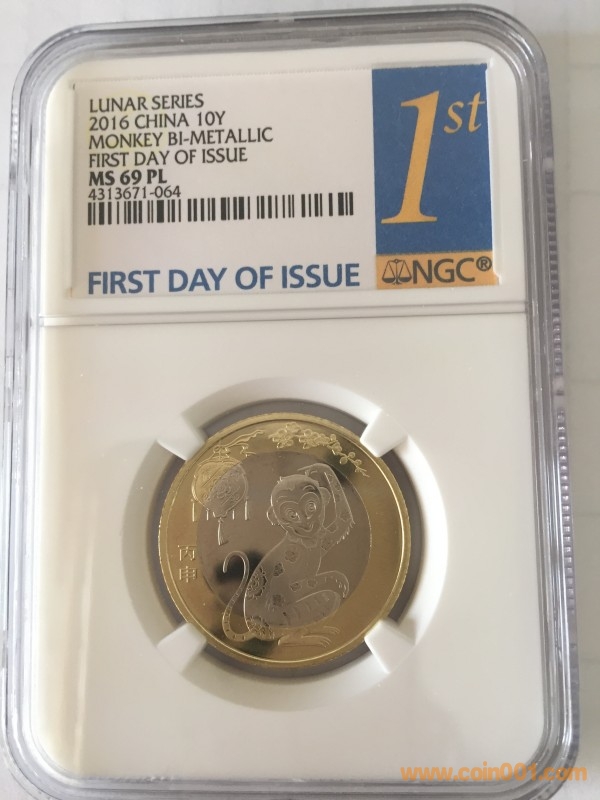 LUNAR SERIES
2016 CHINA 10Y
MONKEY BI-METALLIC
FIRST DAY OF ISSUE
MS 69 PL
4313671-064
FIRST DAY OF ISSUE
1st
NGC®
丙
申
www.coin001.com